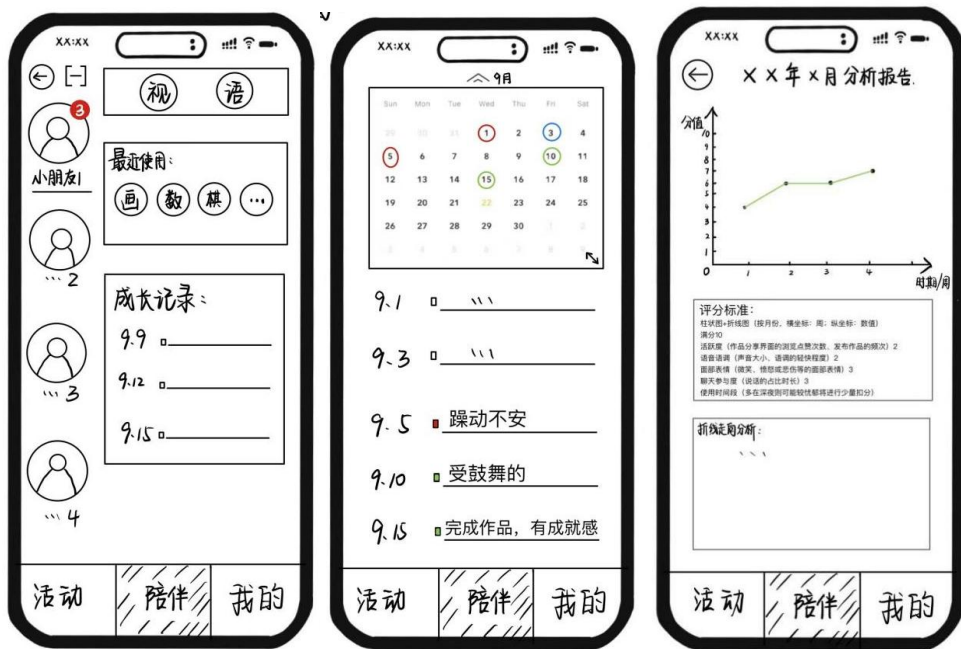 XX:XX
视 语
3
小朋友1
最近使用:
画 数 棋 ...
... 2
成长记录:
9.9
9.12
9.15
... 3
... 4
活动 陪伴 我的
XX:XX
9月
Sun Mon Tue Wed Thu Fri Sat
29 30 31 1 2 3 4
5 6 7 8 9 10 11
12 13 14 15 16 17 18
19 20 21 22 23 24 25
26 27 28 29 30 1 2
3 4 5 6 7 8 9
9.1
9.3
9.5 躁动不安
9.10 受鼓舞的
9.15 完成作品，有成就感
活动 陪伴 我的
XX:XX
XX年X月分析报告.
分值
10
9
8
7
6
5
4
3
2
1
0 1 2 3 4
时期/周
评分标准：
柱状图+折线图（按月份，横坐标：周；纵坐标：数值）
满分10
活跃度（作品分享界面的浏览点赞次数、发布作品的频次）2
语音语调（声音大小、语调的轻快程度）2
面部表情（微笑、愤怒或悲伤等的面部表情）3
聊天参与度（说话的占比时长）3
使用时间段（多在深夜则可能较忧郁将进行少量扣分）
折线走向分析:
活动 陪伴 我的